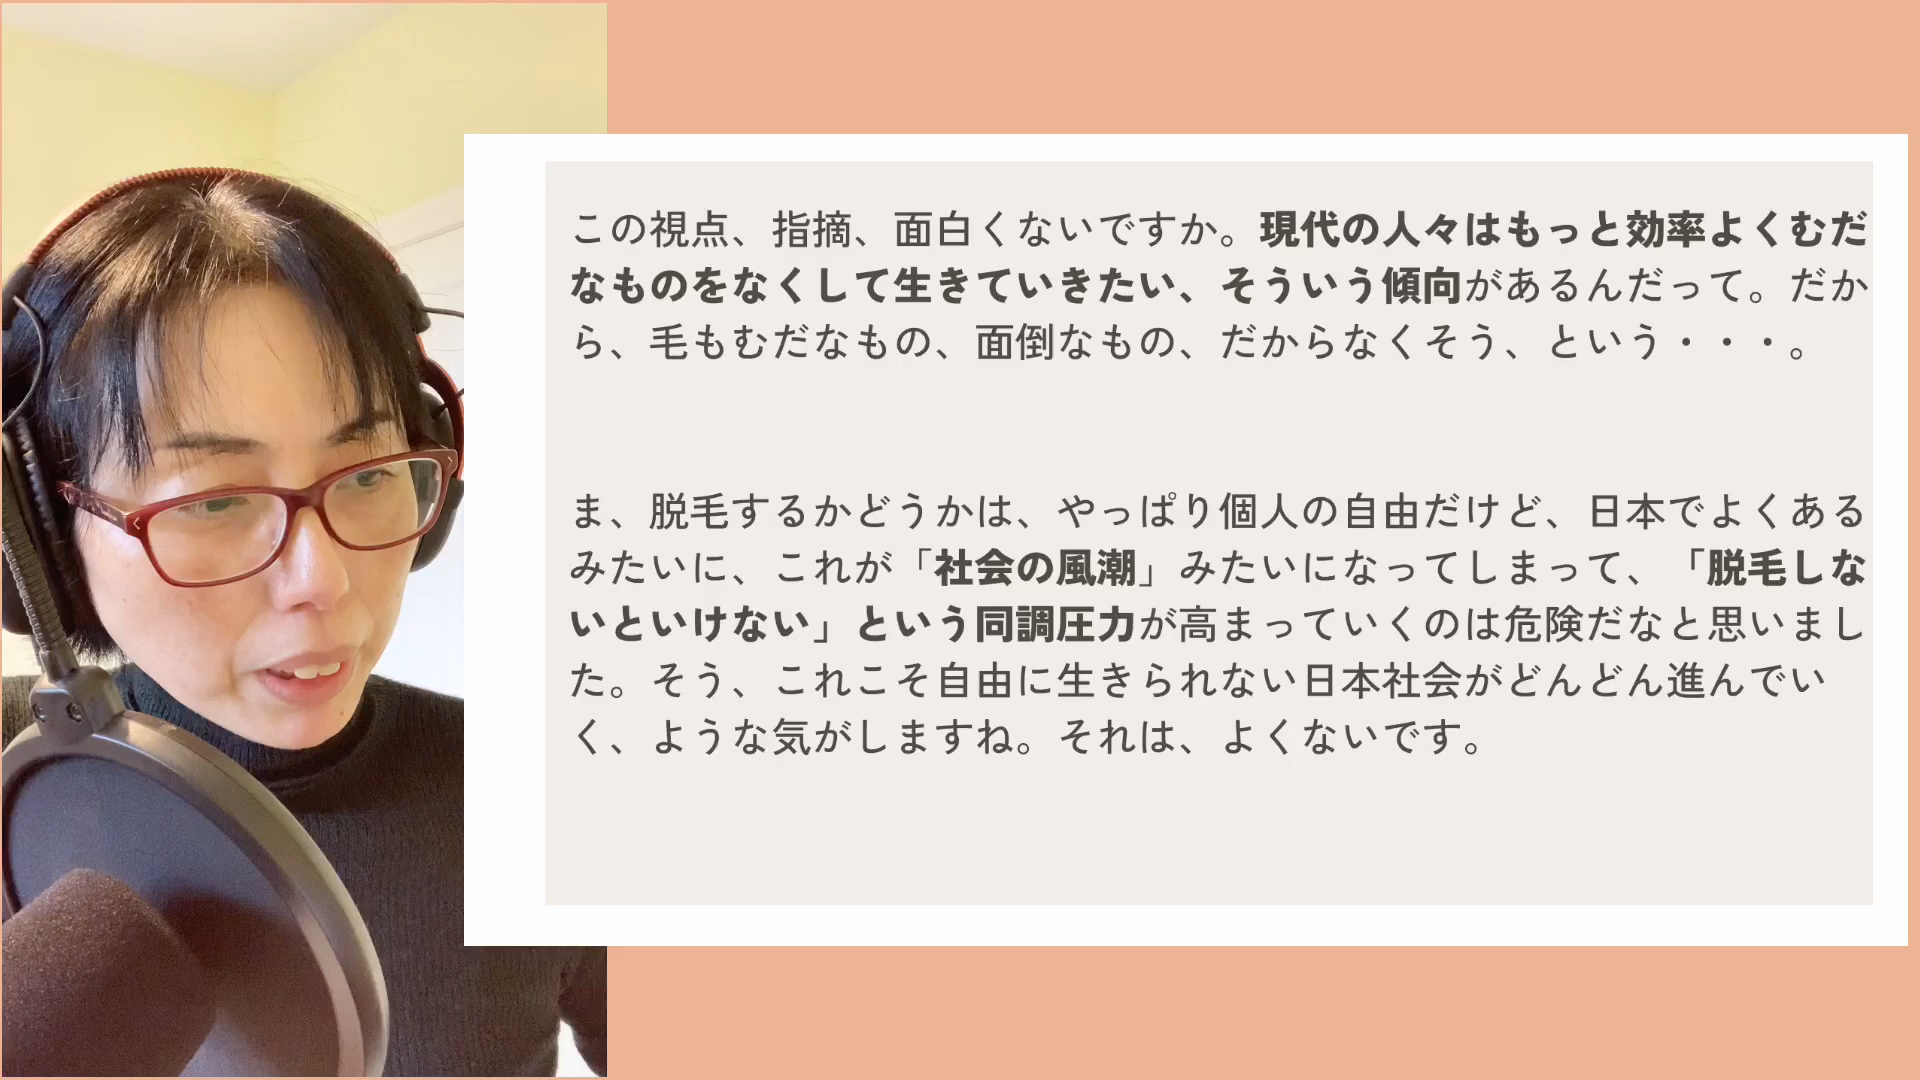 この視点、指摘、面白くないですか。現代の人々はもっと効率よくむだ
なものをなくして生きていきたい、そういう傾向があるんだって。だか
ら、毛もむだなもの、面倒なもの、だからなくそう、という・・・。
ま、脱毛するかどうかは、やっぱり個人の自由だけど、日本でよくある
みたいに、これが「社会の風潮」みたいになってしまって、「脱毛しな
いといけない」という同調圧力が高まっていくのは危険だなと思いまし
た。そう、これこそ自由に生きられない日本社会がどんどん進んでい
く、ような気がしますね。それは、よくないです。